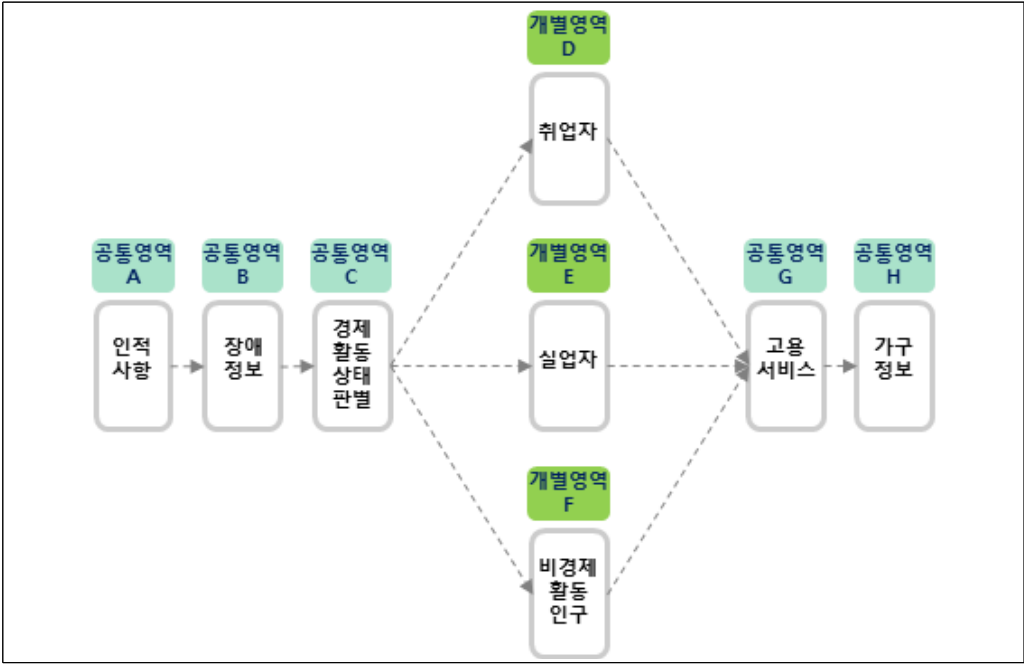 개별영역
D
취업자
공통영역
A
인적
사항
공통영역
B
장애
정보
공통영역
C
경제
활동
상태
판별
개별영역
E
실업자
개별영역
F
비경제
활동
인구
공통영역
G
고용
서비스
공통영역
H
가구
정보